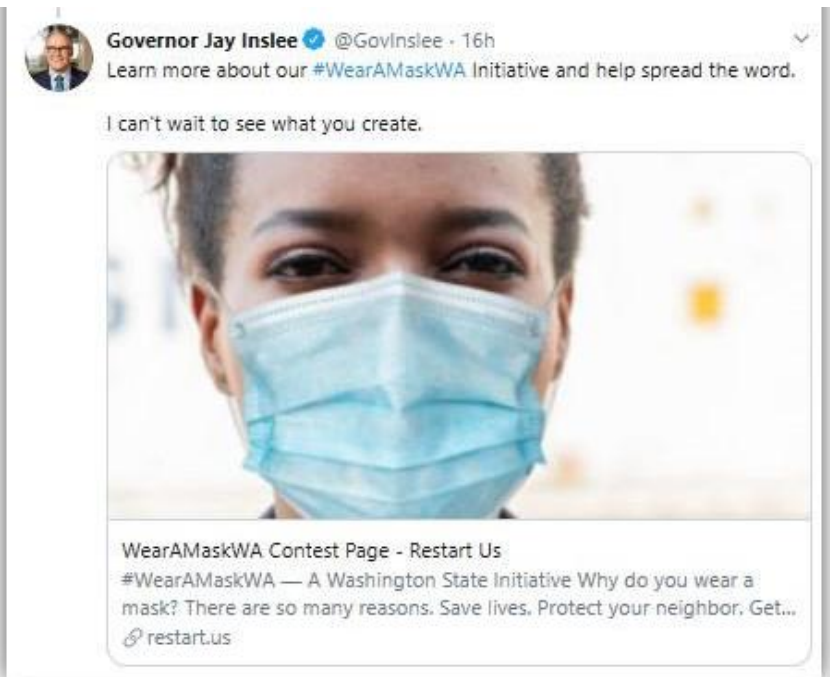 Governor Jay Inslee @GovInslee · 16h
Learn more about our #WearAMaskWA Initiative and help spread the word.
I can't wait to see what you create.
WearAMaskWA Contest Page - Restart Us
#WearAMaskWA — A Washington State Initiative Why do you wear a
mask? There are so many reasons. Save lives. Protect your neighbor. Get...
restart.us